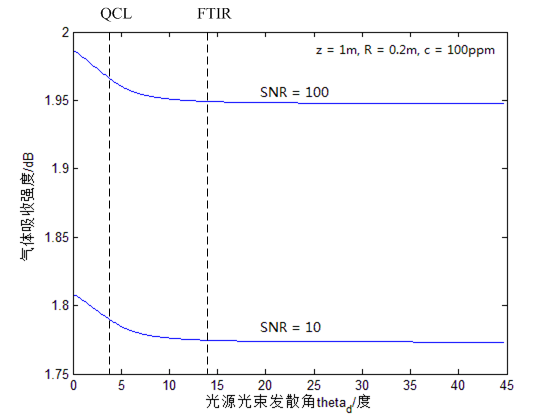 QCL FTIR
2
z = 1m, R = 0.2m, c = 100ppm
SNR = 100
1.95
1.9
气体吸收强度/dB
1.85
1.8
SNR = 10
1.75
0 5 10 15 20 25 30 35 40 45
光源光束发散角theta_d/度